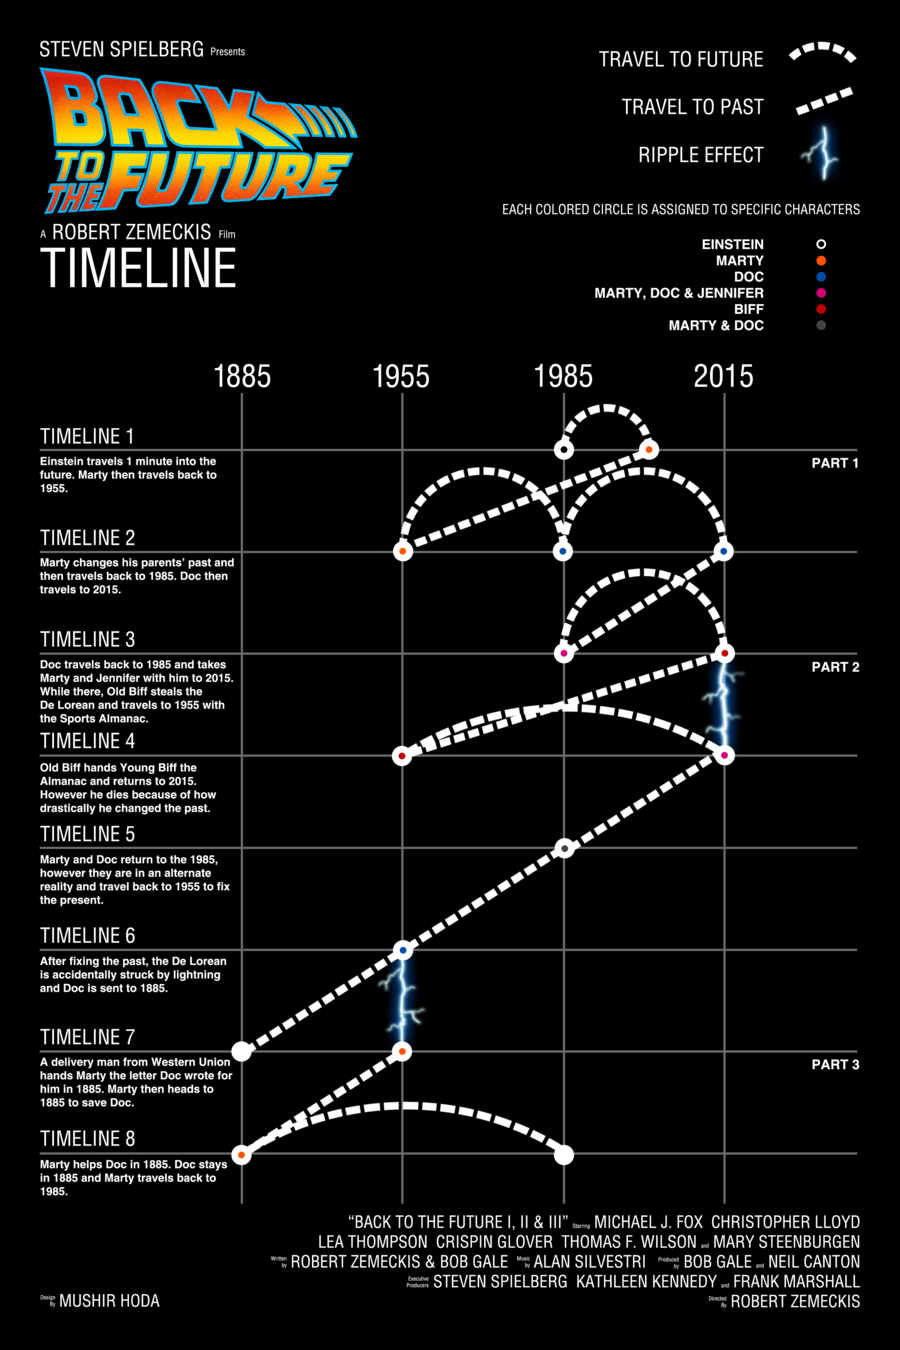 STEVEN SPIELBERG Presents
BACK
TO
THE FUTURE
A ROBERT ZEMECKIS Film
TIMELINE
TRAVEL TO FUTURE
TRAVEL TO PAST
RIPPLE EFFECT
EACH COLORED CIRCLE IS ASSIGNED TO SPECIFIC CHARACTERS
EINSTEIN
MARTY
DOC
MARTY, DOC & JENNIFER
BIFF
MARTY & DOC
1885 1955 1985 2015
TIMELINE 1
Einstein travels 1 minute into the
future. Marty then travels back to
1955.
PART 1
TIMELINE 2
Marty changes his parents' past and
then travels back to 1985. Doc then
travels to 2015.
TIMELINE 3
Doc travels back to 1985 and takes
Marty and Jennifer with him to 2015.
While there, Old Biff steals the
De Lorean and travels to 1955 with
the Sports Almanac.
PART 2
TIMELINE 4
Old Biff hands Young Biff the
Almanac and returns to 2015.
However he dies because of how
drastically he changed the past.
TIMELINE 5
Marty and Doc return to the 1985,
however they are in an alternate
reality and travel back to 1955 to fix
the present.
TIMELINE 6
After fixing the past, the De Lorean
is accidentally struck by lightning
and Doc is sent to 1885.
TIMELINE 7
A delivery man from Western Union
hands Marty the letter Doc wrote for
him in 1885. Marty then heads to
1885 to save Doc.
PART 3
TIMELINE 8
Marty helps Doc in 1885. Doc stays
in 1885 and Marty travels back to
1985.
"BACK TO THE FUTURE I, II & III" Starring MICHAEL J. FOX CHRISTOPHER LLOYD
LEA THOMPSON CRISPIN GLOVER THOMAS F. WILSON and MARY STEENBURGEN
Written by ROBERT ZEMECKIS & BOB GALE Music by ALAN SILVESTRI Produced by BOB GALE and NEIL CANTON
Executive Producers STEVEN SPIELBERG KATHLEEN KENNEDY and FRANK MARSHALL
Directed By ROBERT ZEMECKIS
Design By MUSHIR HODA